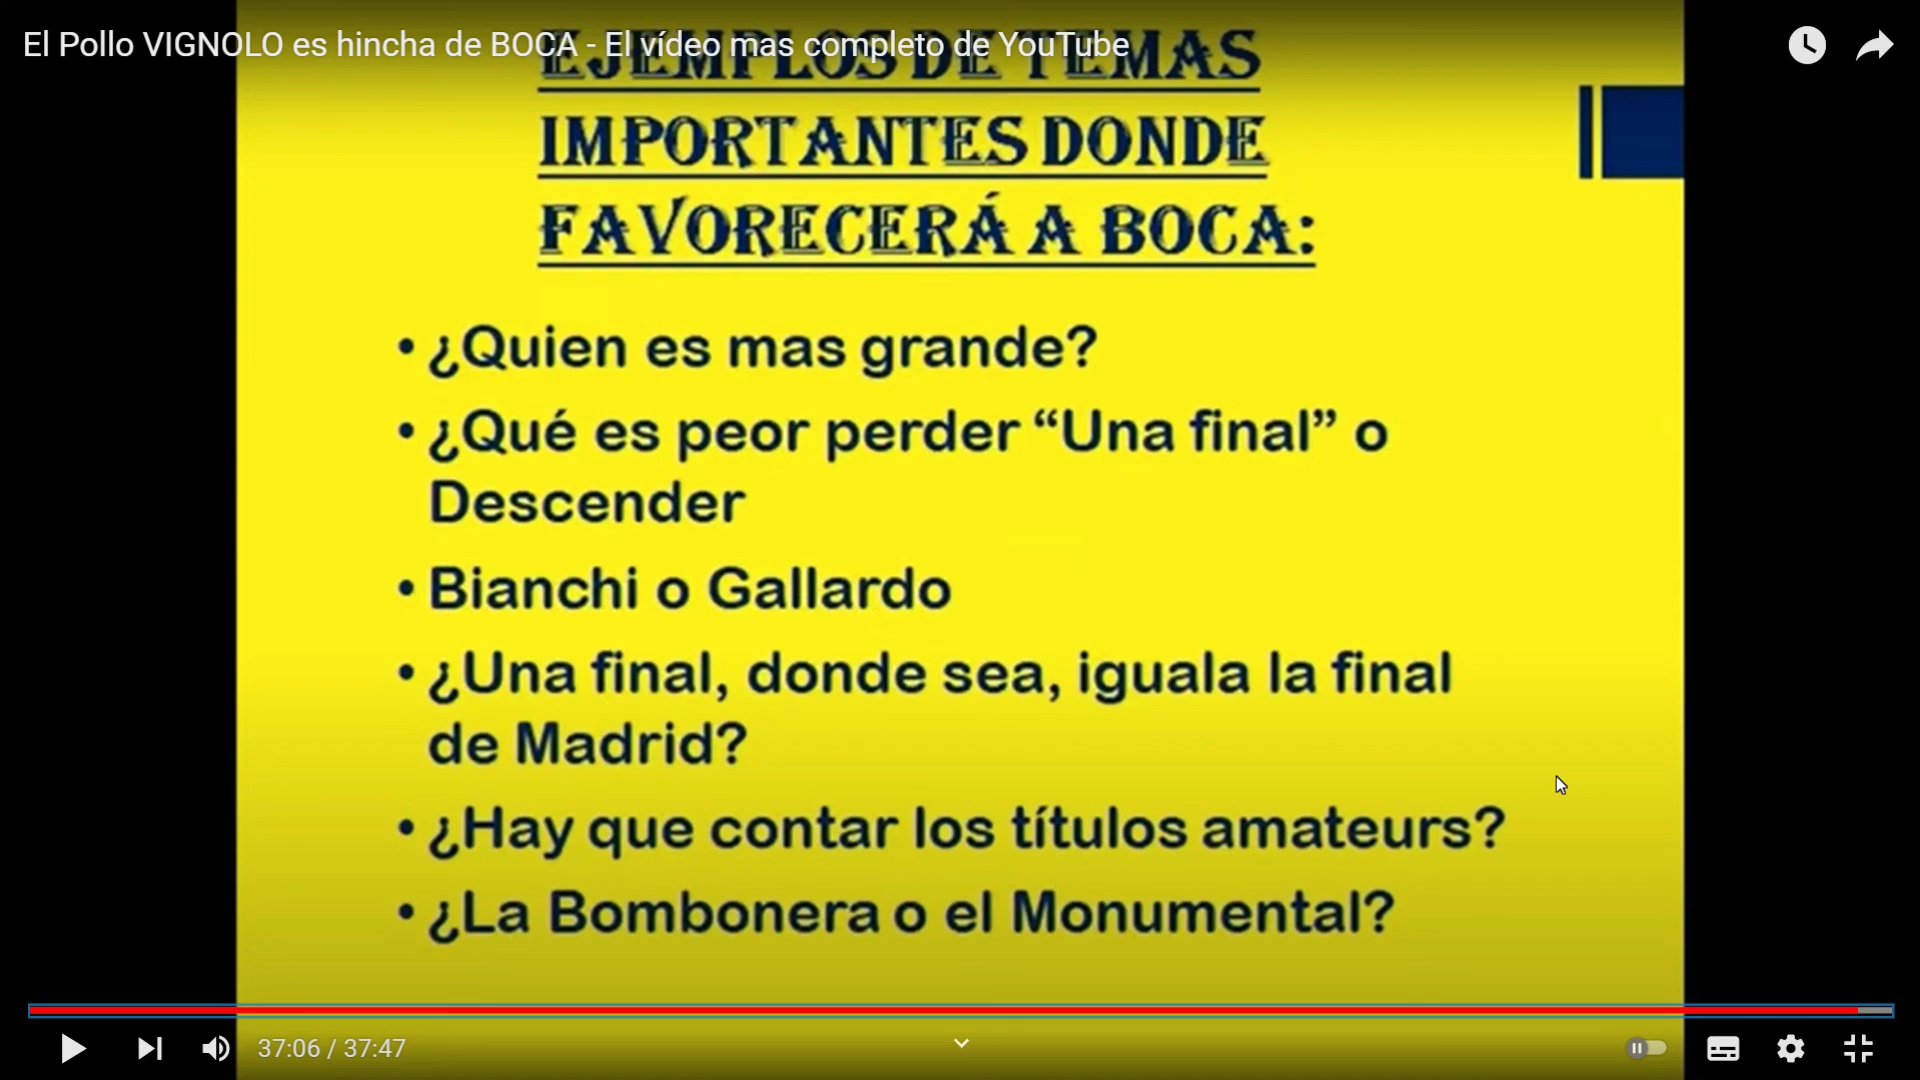 El Pollo VIGNOLO es hincha de BOCA - El vídeo mas completo de YouTube
EJEMPLOS DE TEMAS
IMPORTANTES DONDE
FAVORECERÁ A BOCA:
• ¿Quien es mas grande?
• ¿Qué es peor perder “Una final” o
Descender
• Bianchi o Gallardo
• ¿Una final, donde sea, iguala la final
de Madrid?
• ¿Hay que contar los títulos amateurs?
• ¿La Bombonera o el Monumental?
37:06 / 37:47